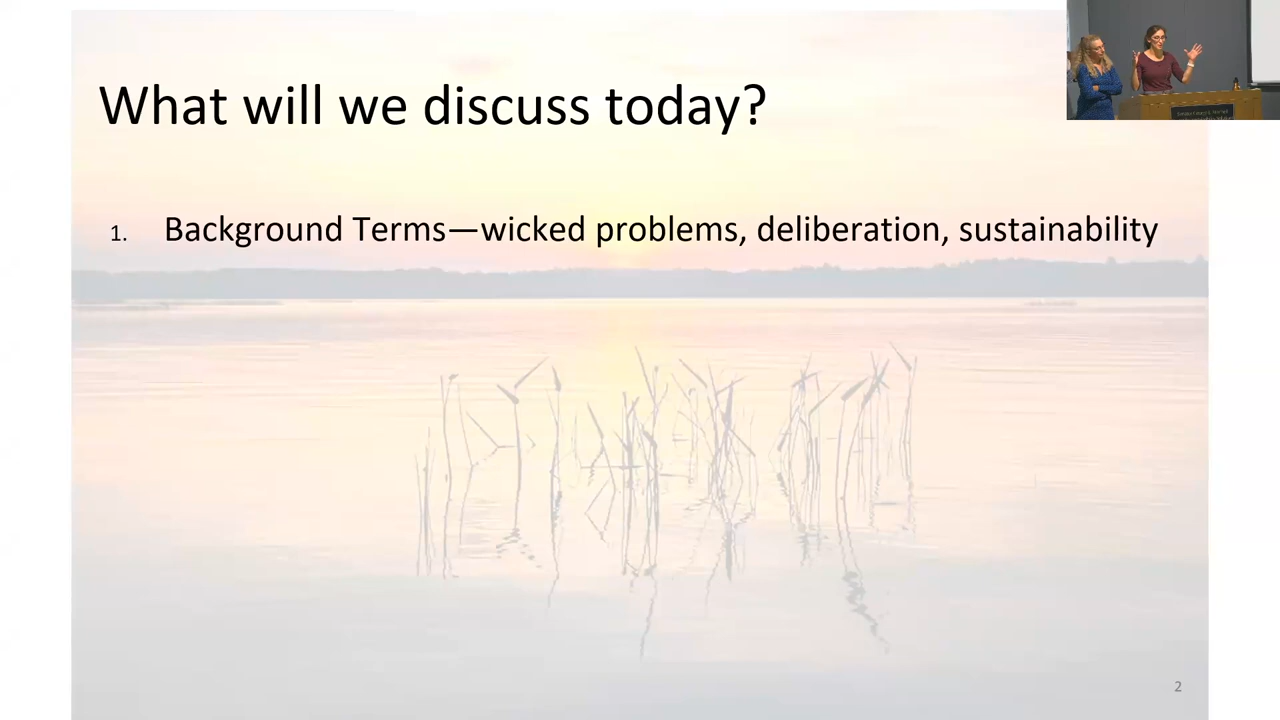 What will we discuss today?
1. Background Terms—wicked problems, deliberation, sustainability
2